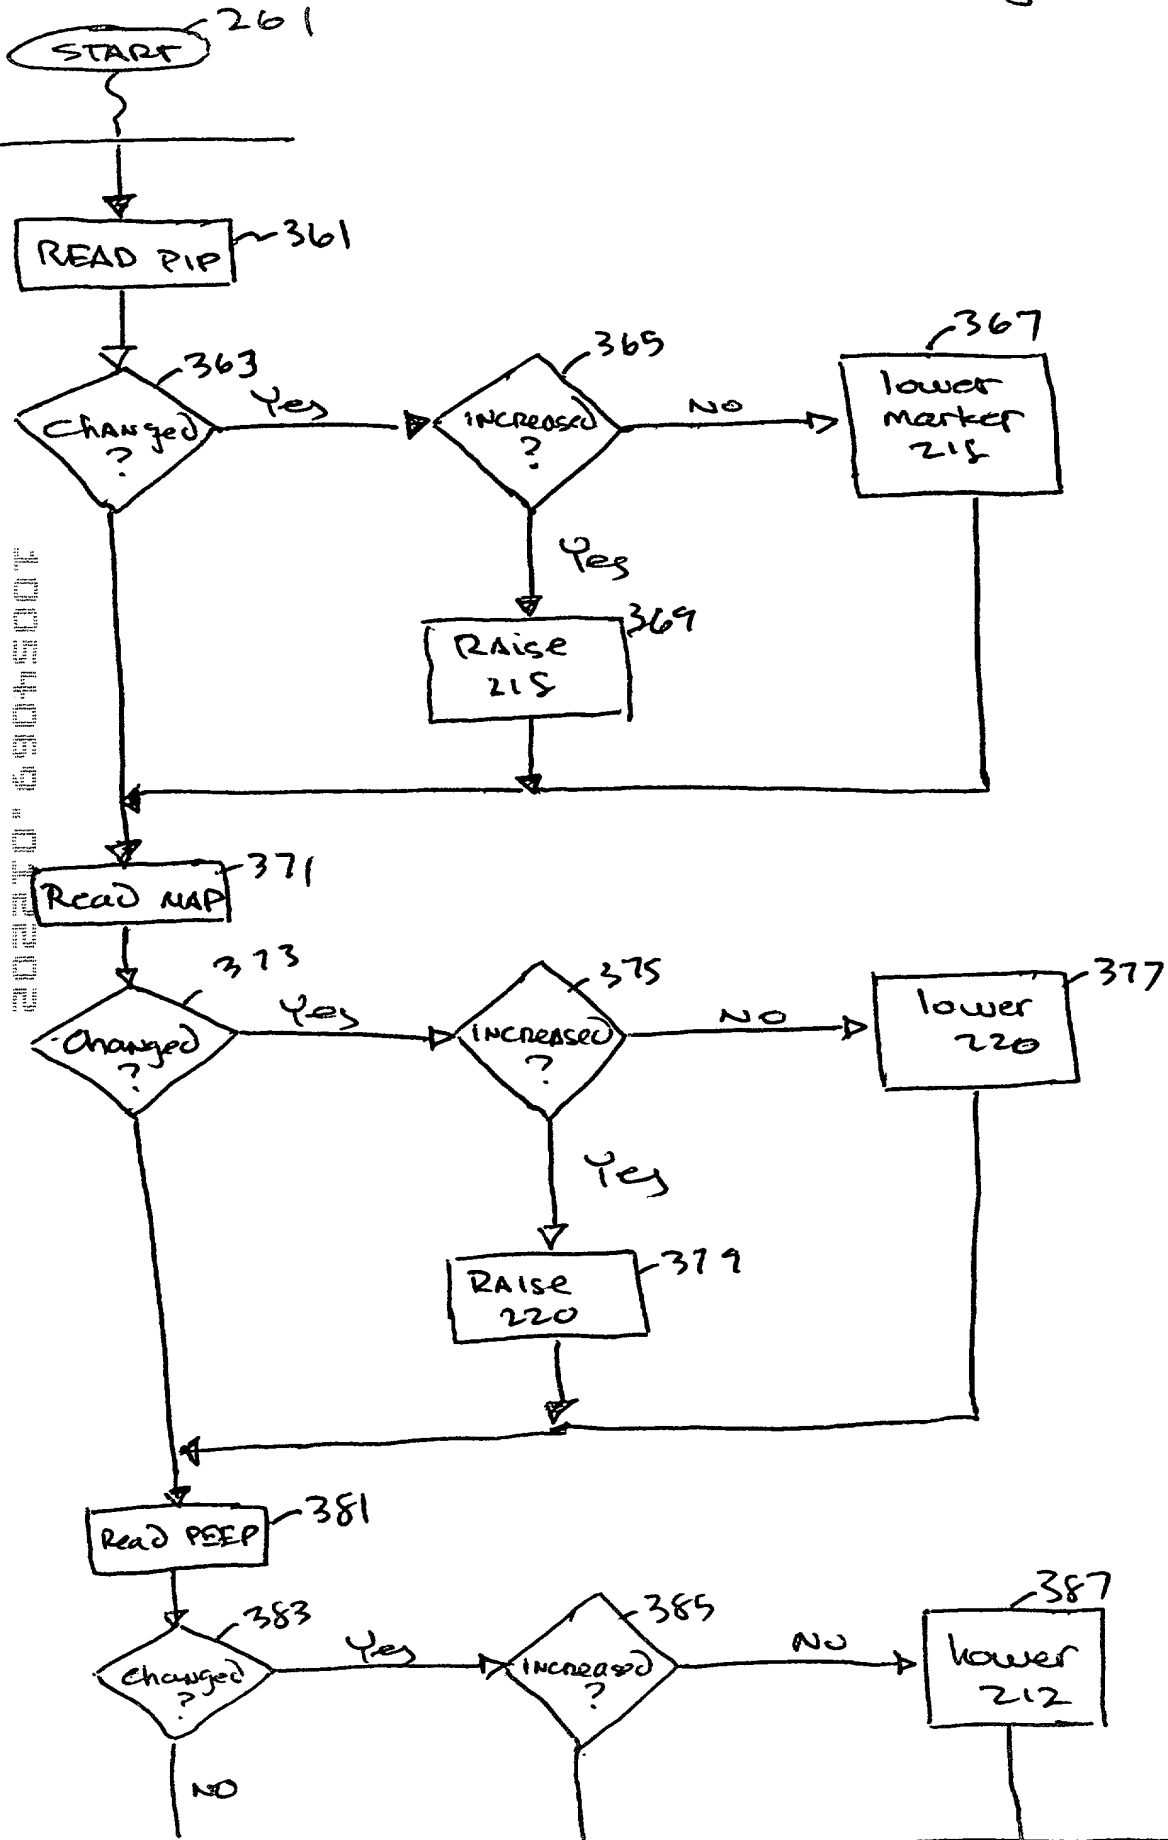 261
START
READ PIP
361
363
Changed
?
Yes
365
INCREASED
?
NO
367
lower
marker
215
Yes
369
RAise
215
371
Read MAP
373
Changed
?
Yes
375
INCREASED
?
NO
377
lower
220
Yes
379
RAise
220
381
Read PEEP
383
Changed
?
Yes
385
INCREASED
?
NO
387
Lower
212
NO